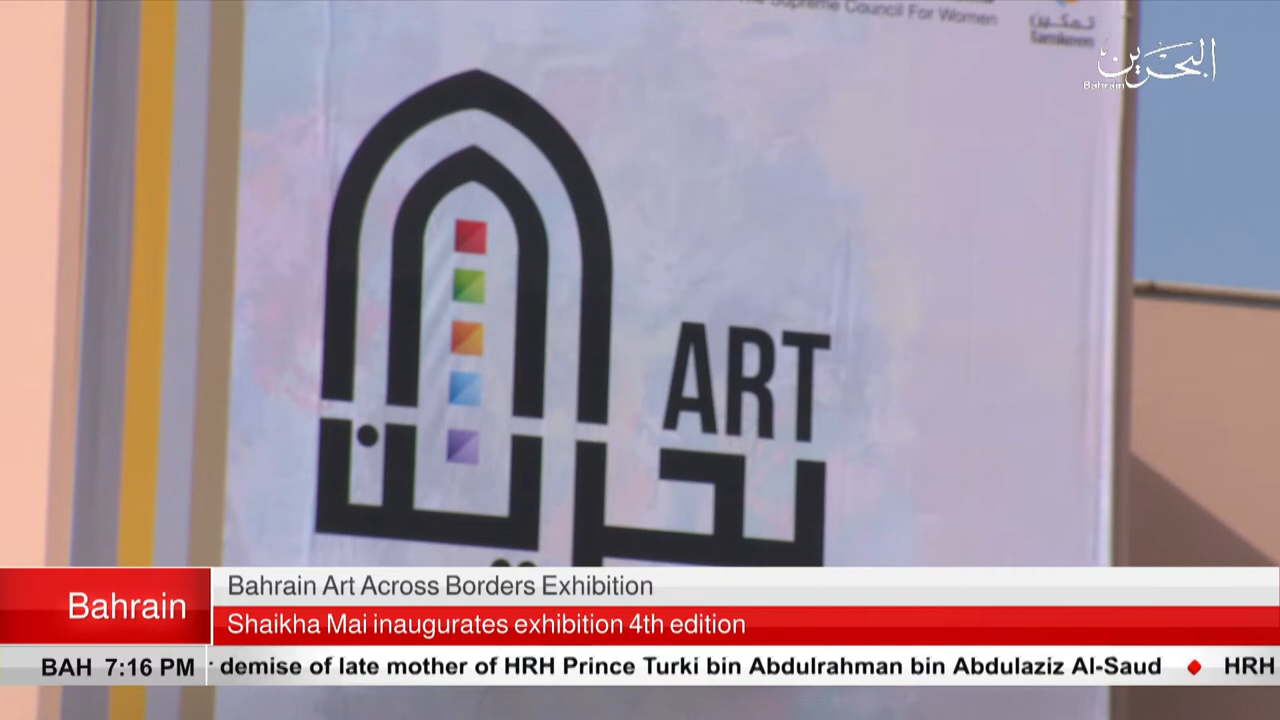 Supreme Council For Women
تمكين
Tamkeen
البحرين
Bahrain
ART
بحرين
Bahrain Art Across Borders Exhibition
Bahrain
Shaikha Mai inaugurates exhibition 4th edition
BAH 7:16 PM
demise of late mother of HRH Prince Turki bin Abdulrahman bin Abdulaziz Al-Saud
HRH